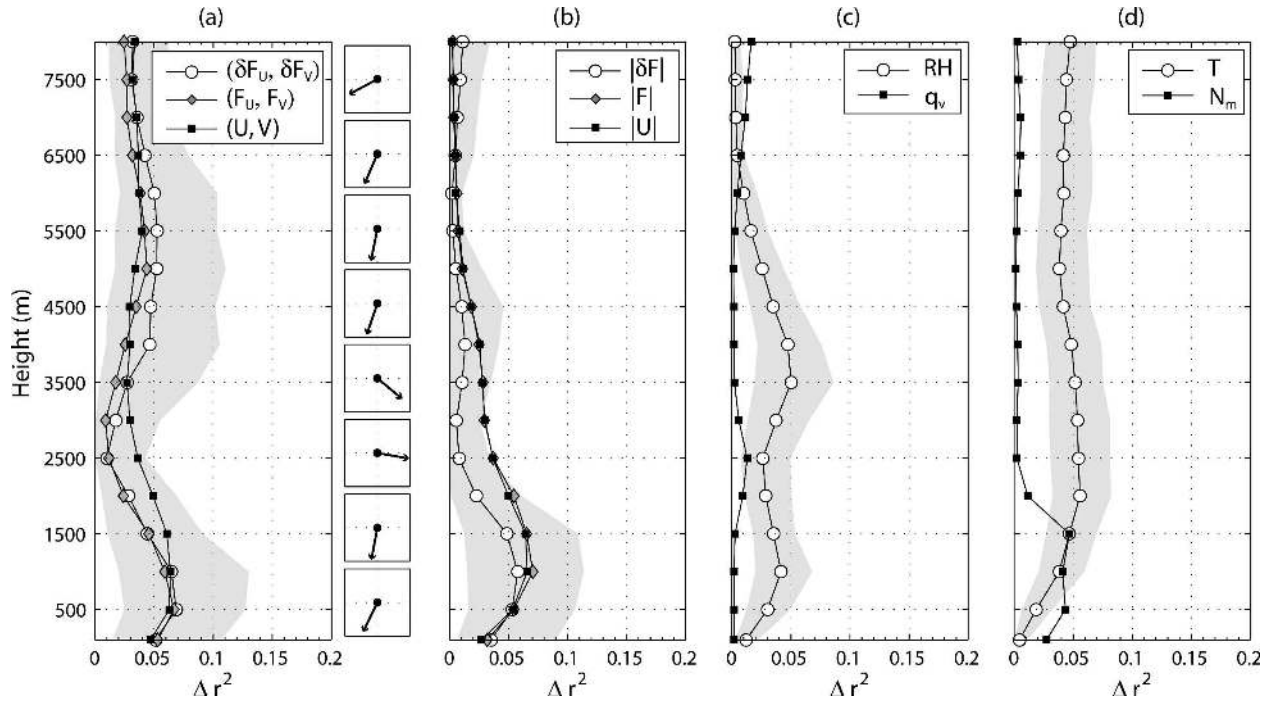 (a)
(b)
(c)
(d)
Height (m)
7500
6500
5500
4500
3500
2500
1500
500
(δF_U, δF_V)
(F_U, F_V)
(U, V)
|δF|
|F|
|U|
RH
q_v
T
N_m
0 0.05 0.1 0.15 0.2
0 0.05 0.1 0.15 0.2
0 0.05 0.1 0.15 0.2
0 0.05 0.1 0.15 0.2
Δ r²
Δ r²
Δ r²
Δ r²